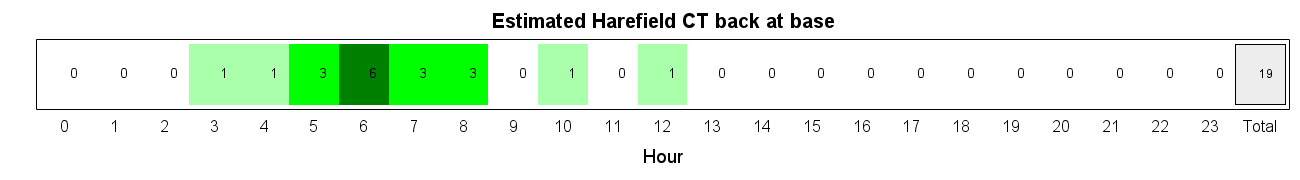 Estimated Harefield CT back at base
0 0 0 1 1 3 6 3 3 0 1 0 1 0 0 0 0 0 0 0 0 0 0 0 19
0 1 2 3 4 5 6 7 8 9 10 11 12 13 14 15 16 17 18 19 20 21 22 23 Total
Hour